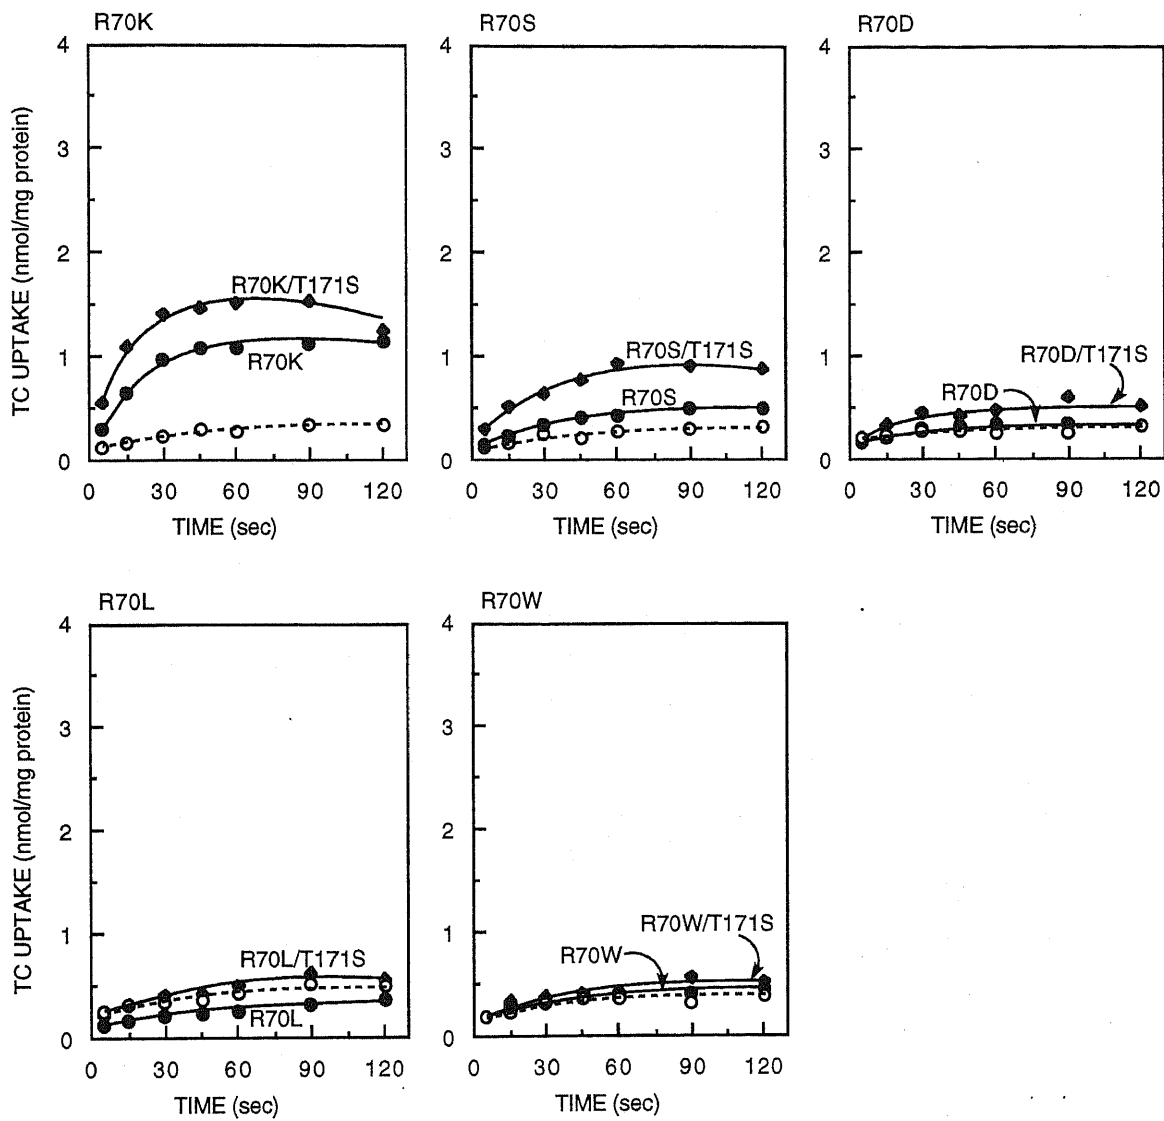 R70K
R70S
R70D
TC UPTAKE (nmol/mg protein)
4
3
2
1
0
R70K/T171S
R70K
0 30 60 90 120
TIME (sec)
4
3
2
1
0
R70S/T171S
R70S
0 30 60 90 120
TIME (sec)
4
3
2
1
0
R70D/T171S
R70D
0 30 60 90 120
TIME (sec)
R70L
R70W
TC UPTAKE (nmol/mg protein)
4
3
2
1
0
R70L/T171S
R70L
0 30 60 90 120
TIME (sec)
4
3
2
1
0
R70W/T171S
R70W
0 30 60 90 120
TIME (sec)